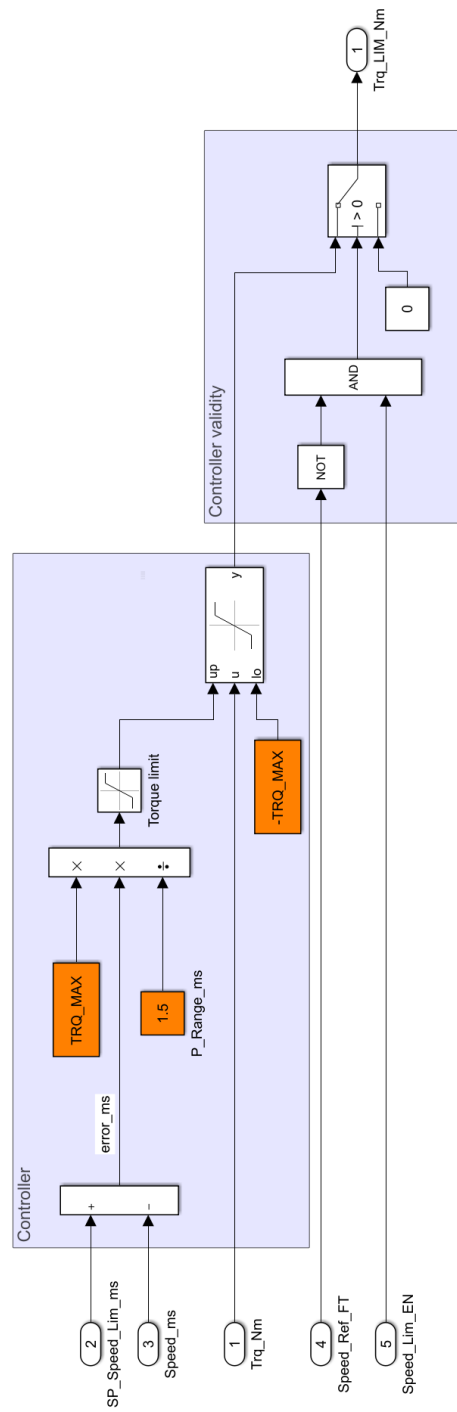 Controller
2
SP_Speed_Lim_ms
+
3
Speed_ms
−
error_ms
TRQ_MAX
1.5
P_Range_ms
×
×
÷
Torque limit
-TRQ_MAX
up
u
lo
y
1
Trq_Nm
4
Speed_Ref_FT
5
Speed_Lim_EN
Controller validity
NOT
AND
0
> 0
1
Trq_LIM_Nm